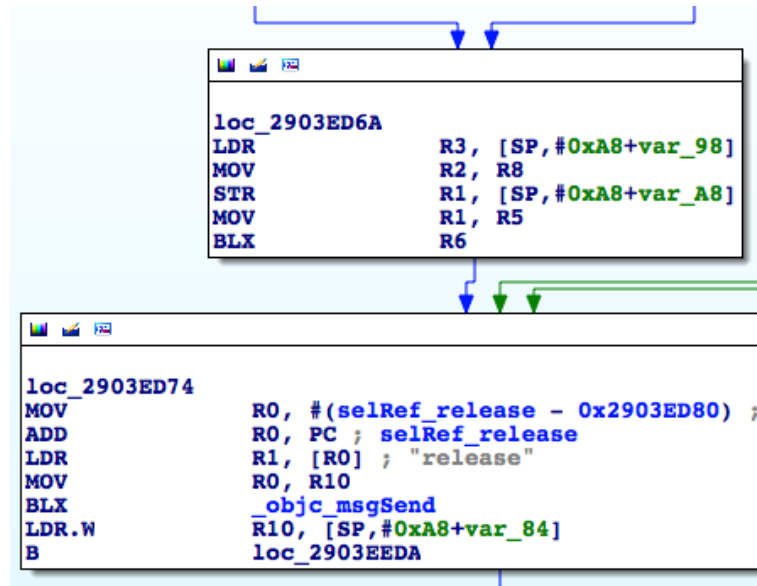 loc_2903ED6A
LDR R3, [SP,#0xA8+var_98]
MOV R2, R8
STR R1, [SP,#0xA8+var_A8]
MOV R1, R5
BLX R6
loc_2903ED74
MOV R0, #(selRef_release - 0x2903ED80) ;
ADD R0, PC ; selRef_release
LDR R1, [R0] ; "release"
MOV R0, R10
BLX _objc_msgSend
LDR.W R10, [SP,#0xA8+var_84]
B loc_2903EEDA